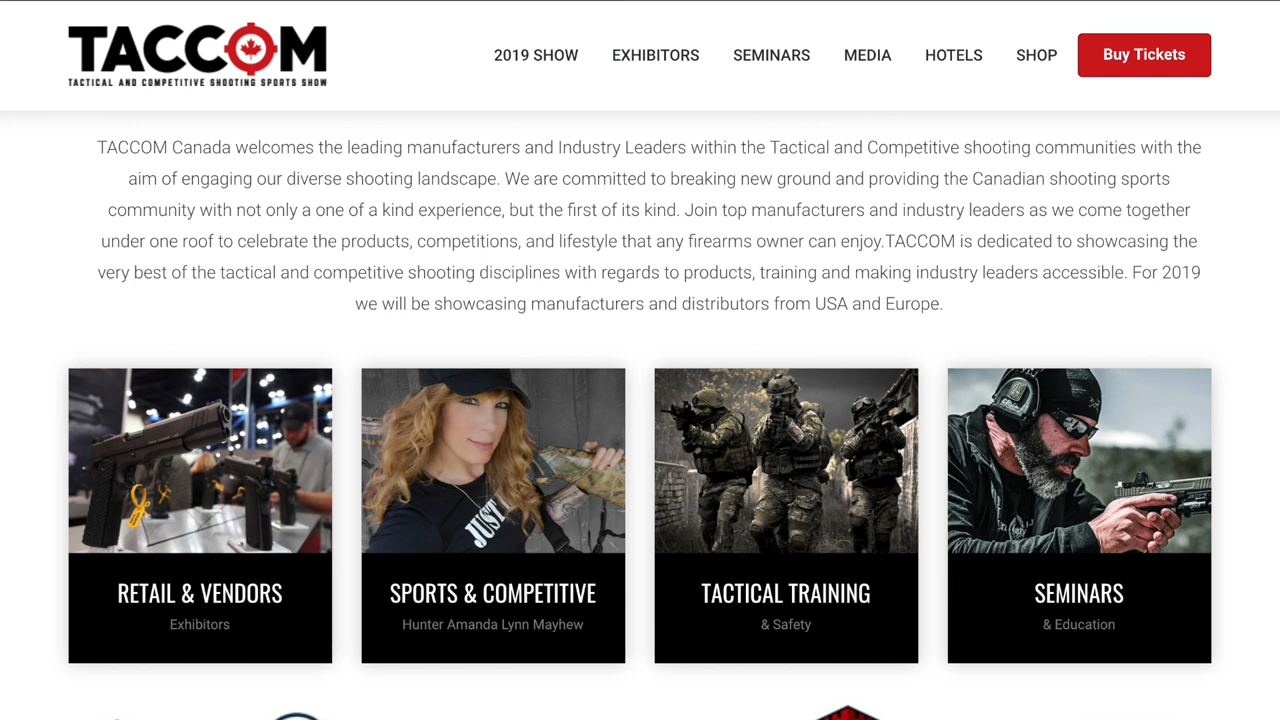 TACCOM
TACTICAL AND COMPETITIVE SHOOTING SPORTS SHOW
2019 SHOW EXHIBITORS SEMINARS MEDIA HOTELS SHOP Buy Tickets
TACCOM Canada welcomes the leading manufacturers and Industry Leaders within the Tactical and Competitive shooting communities with the
aim of engaging our diverse shooting landscape. We are committed to breaking new ground and providing the Canadian shooting sports
community with not only a one of a kind experience, but the first of its kind. Join top manufacturers and industry leaders as we come together
under one roof to celebrate the products, competitions, and lifestyle that any firearms owner can enjoy.TACCOM is dedicated to showcasing the
very best of the tactical and competitive shooting disciplines with regards to products, training and making industry leaders accessible. For 2019
we will be showcasing manufacturers and distributors from USA and Europe.
JUST
RETAIL & VENDORS
Exhibitors
SPORTS & COMPETITIVE
Hunter Amanda Lynn Mayhew
TACTICAL TRAINING
& Safety
SEMINARS
& Education